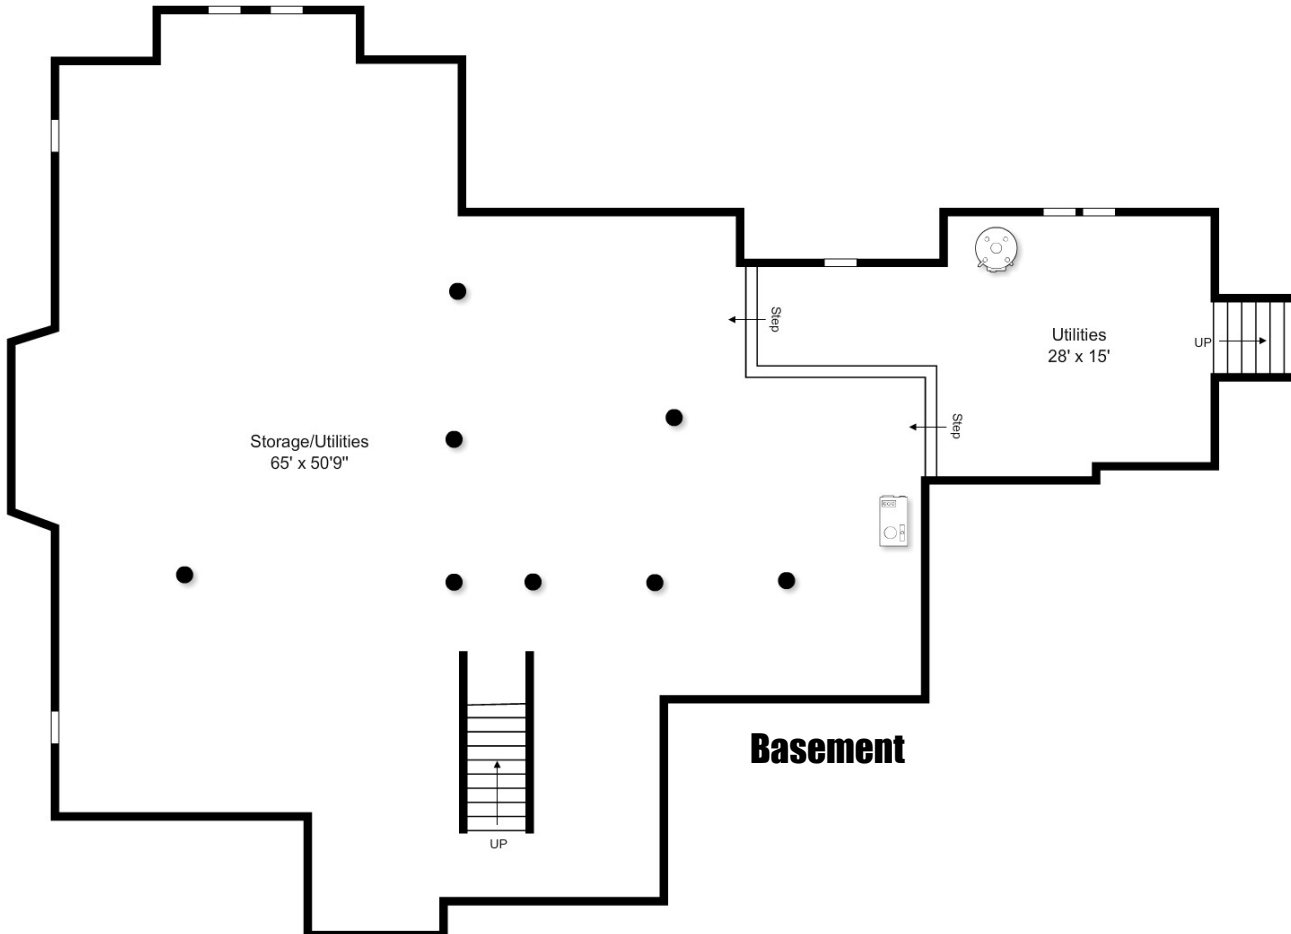 Step
Utilities
28' x 15'
UP
Step
Storage/Utilities
65' x 50'9"
Basement
UP